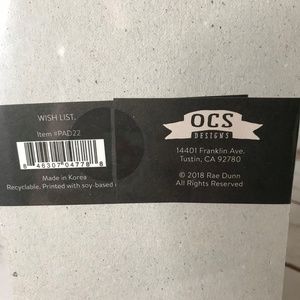 WISH LIST.
Item #PAD22
8 46307 04778 8
Made in Korea
Recyclable. Printed with soy-based
OCS
DESIGNS
14401 Franklin Ave.
Tustin, CA 92780
© 2018 Rae Dunn
All Rights Reserved